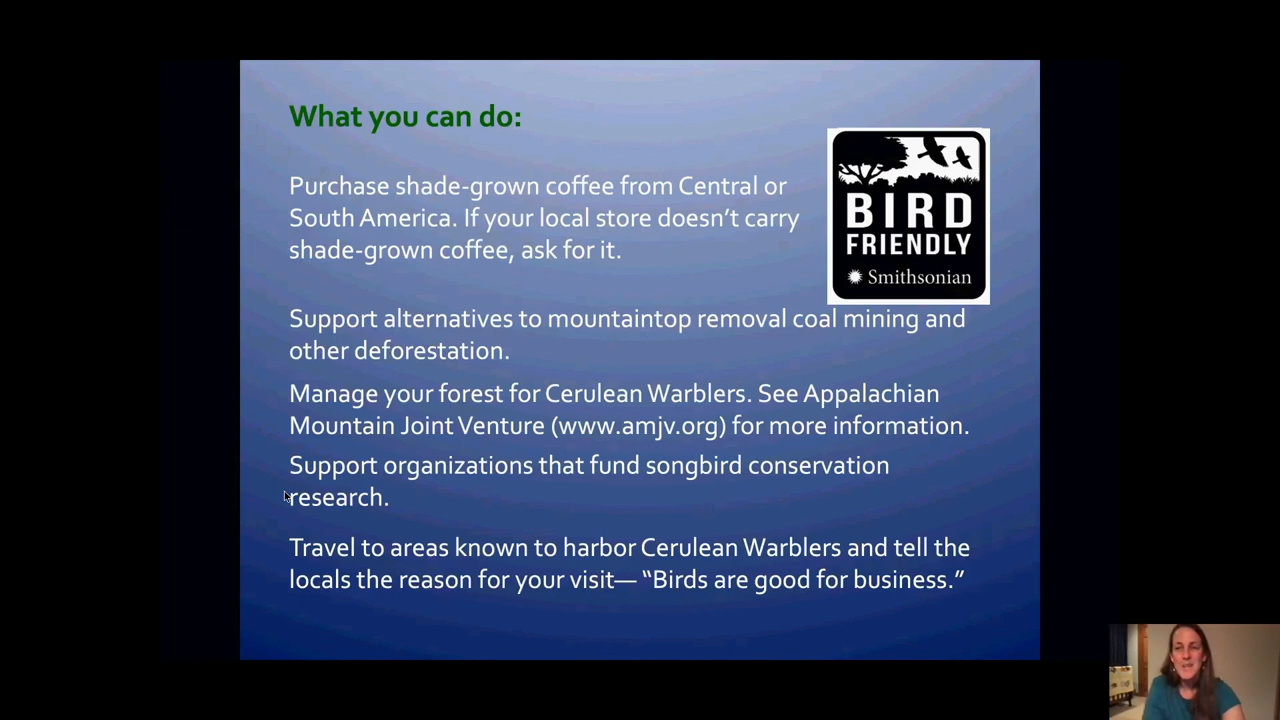 What you can do:
Purchase shade-grown coffee from Central or
South America. If your local store doesn’t carry
shade-grown coffee, ask for it.
BIRD
FRIENDLY
Smithsonian
Support alternatives to mountaintop removal coal mining and
other deforestation.
Manage your forest for Cerulean Warblers. See Appalachian
Mountain Joint Venture (www.amjv.org) for more information.
Support organizations that fund songbird conservation
research.
Travel to areas known to harbor Cerulean Warblers and tell the
locals the reason for your visit— “Birds are good for business.”